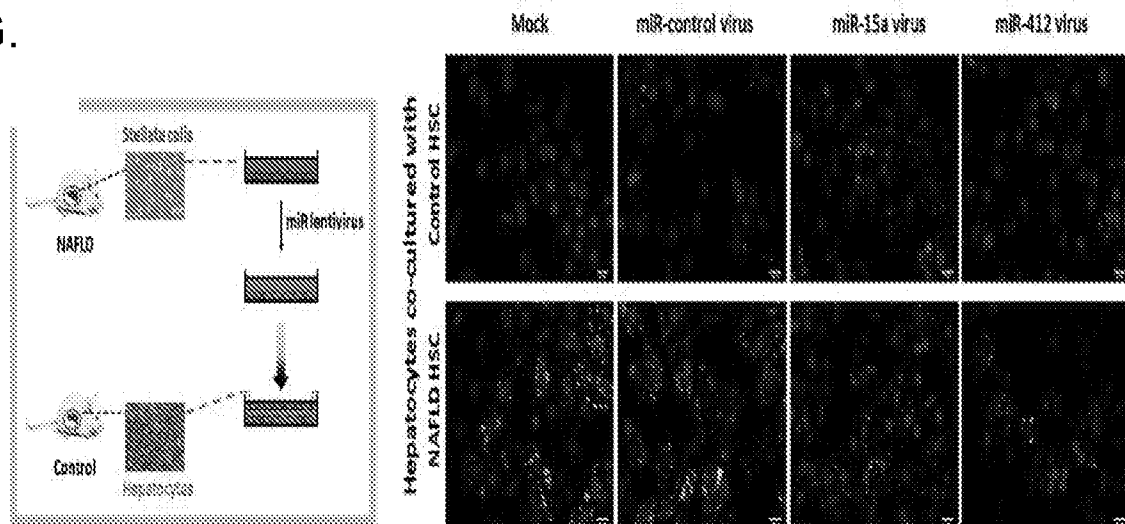 G.
Stellate cells
NAFLD
miR lentivirus
Control
Hepatocytes
Mock
miR-control virus
miR-15a virus
miR-412 virus
Hepatocytes co-cultured with
Control HSC
NAFLD HSC